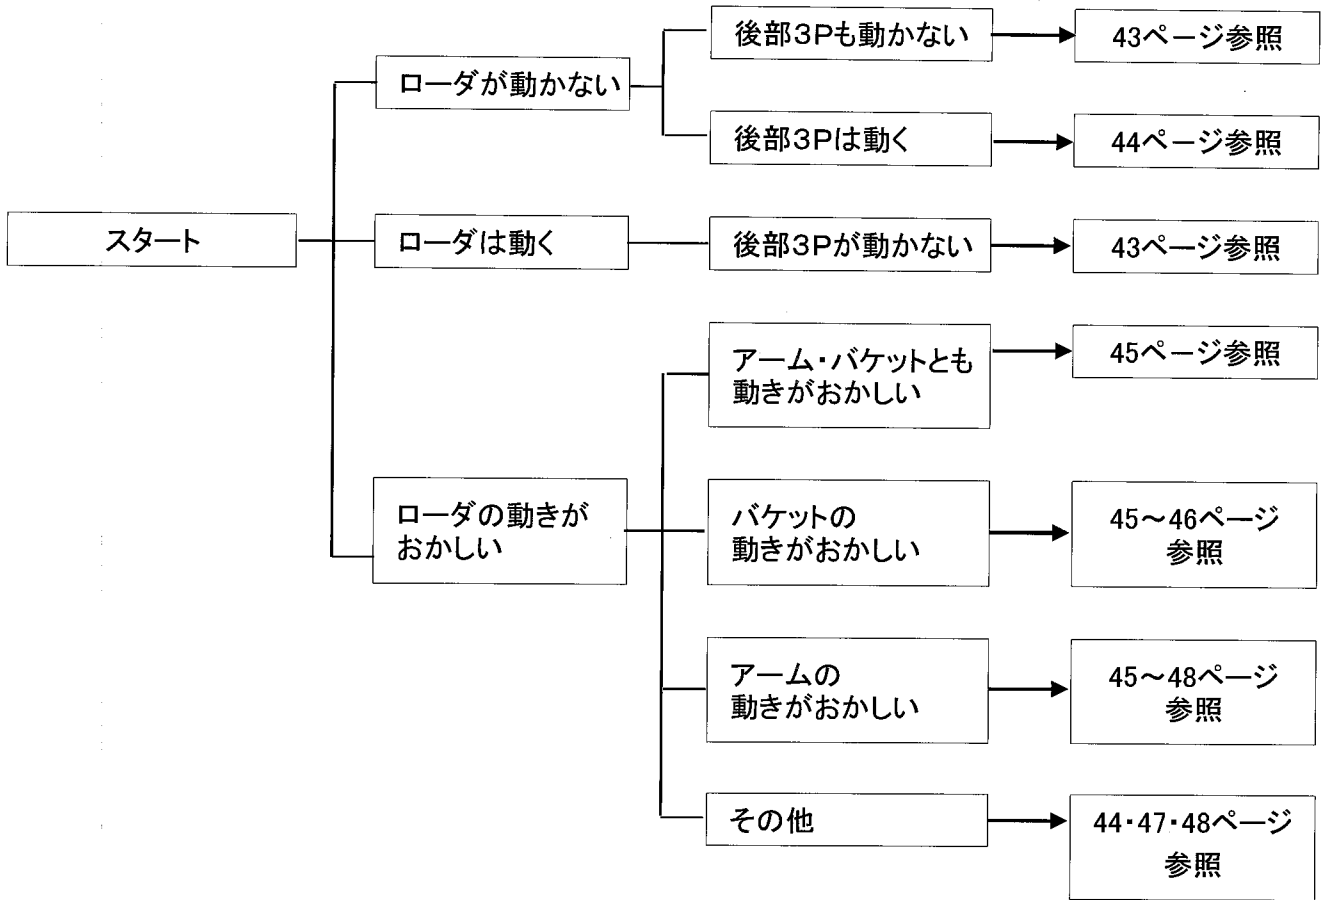 後部3Pも動かない
43ページ参照
ローダが動かない
後部3Pは動く
44ページ参照
スタート
ローダは動く
後部3Pが動かない
43ページ参照
アーム・バケットとも
動きがおかしい
45ページ参照
ローダの動きが
おかしい
バケットの
動きがおかしい
45～46ページ
参照
アームの
動きがおかしい
45～48ページ
参照
その他
44・47・48ページ
参照